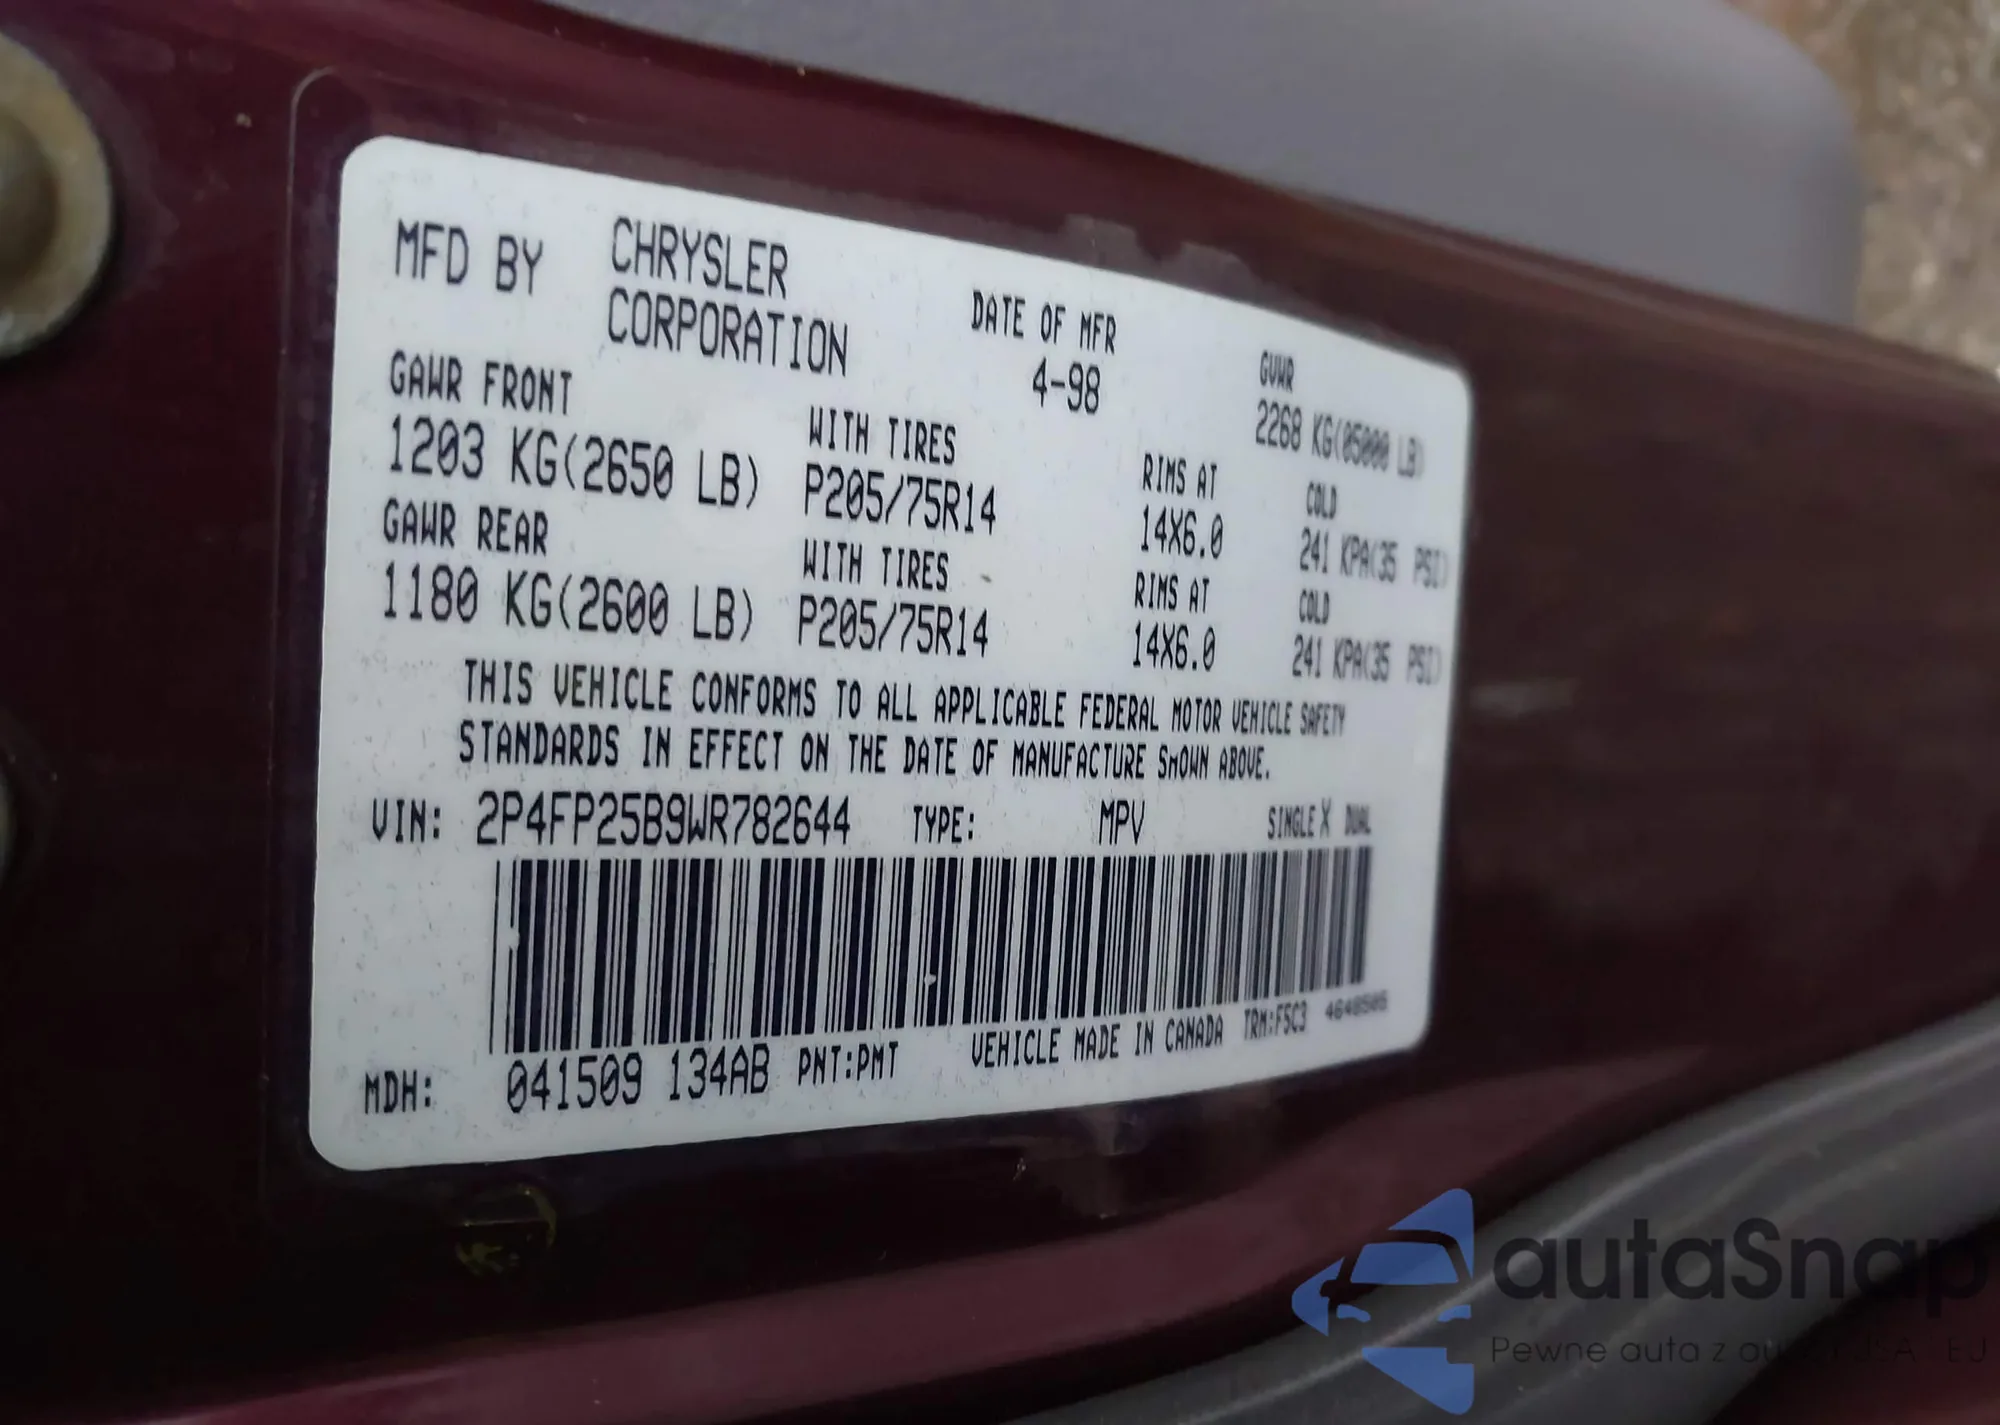 MFD BY CHRYSLER CORPORATION DATE OF MFR 4-98 GVWR 2268 KG(05000 LB)
GAWR FRONT WITH TIRES RIMS AT COLD
1203 KG(2650 LB) P205/75R14 14X6.0 241 KPA(35 PSI)
GAWR REAR WITH TIRES RIMS AT COLD
1180 KG(2600 LB) P205/75R14 14X6.0 241 KPA(35 PSI)
THIS VEHICLE CONFORMS TO ALL APPLICABLE FEDERAL MOTOR VEHICLE SAFETY
STANDARDS IN EFFECT ON THE DATE OF MANUFACTURE SHOWN ABOVE.
VIN: 2P4FP25B9WR782644 TYPE: MPV SINGLE X DUAL
MDH: 041509 134AB PNT:PMT VEHICLE MADE IN CANADA TRM:F5C3
autaSnap
Pewne auta z